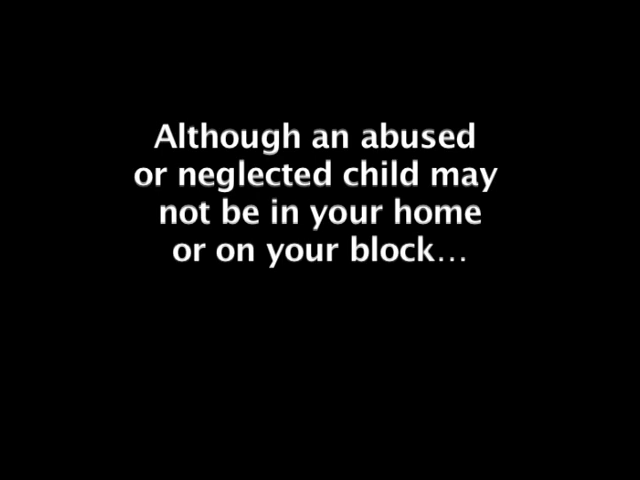 Although an abused
or neglected child may
not be in your home
or on your block...